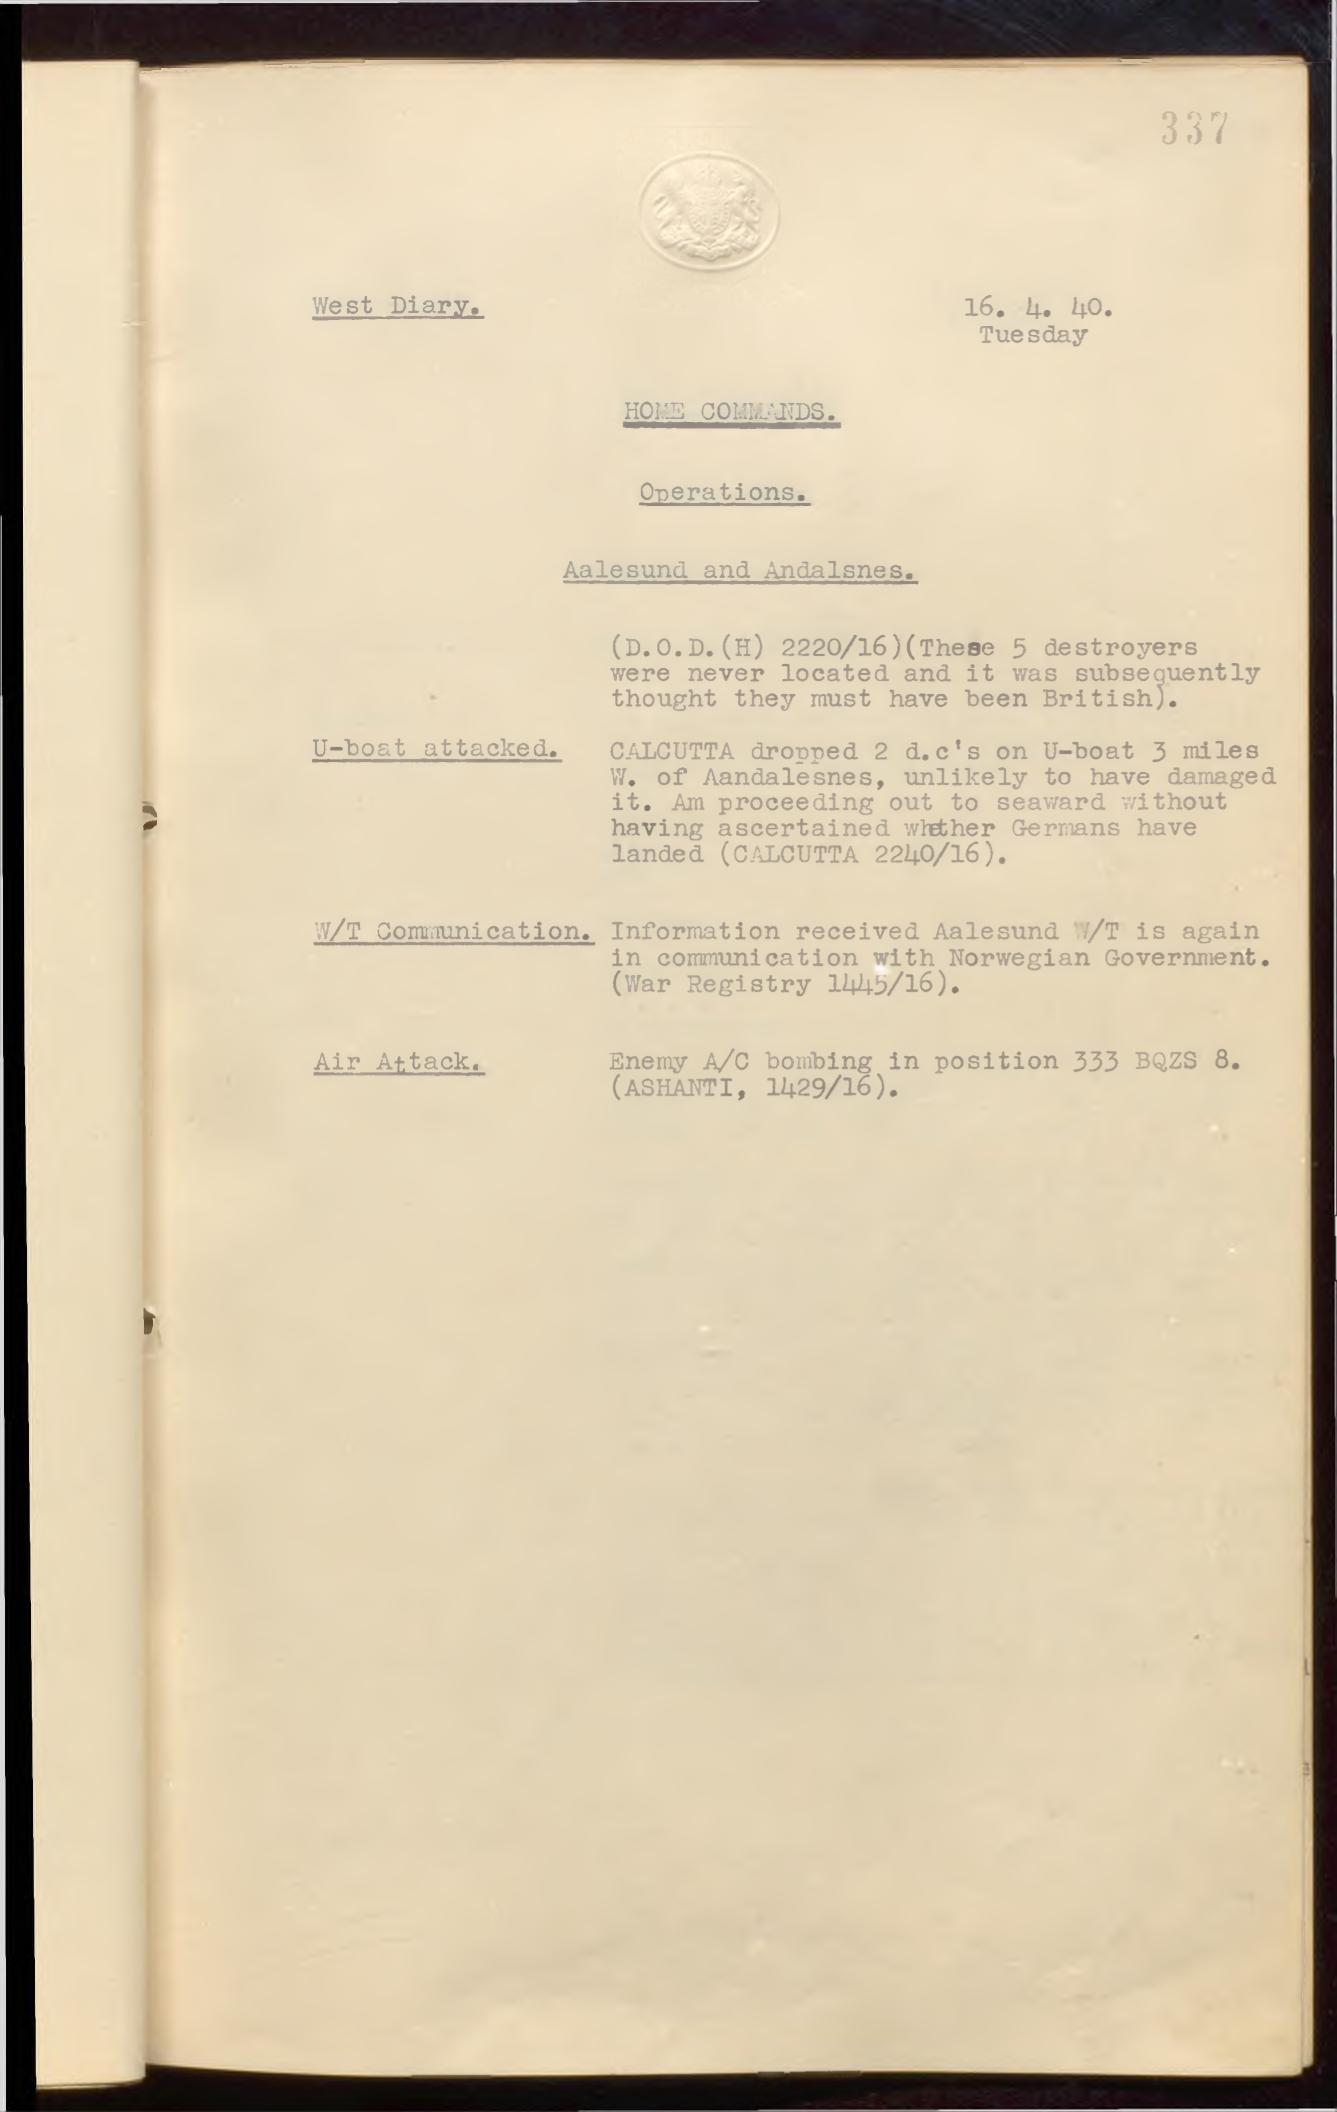 337
West Diary.
16. 4. 40.
Tuesday
HOME COMMANDS.
Operations.
Aalesund and Andalsnes.
(D.O.D.(H) 2220/16)(These 5 destroyers
were never located and it was subsequently
thought they must have been British).
U-boat attacked.
CALCUTTA dropped 2 d.c's on U-boat 3 miles
W. of Aandalesnes, unlikely to have damaged
it. Am proceeding out to seaward without
having ascertained whether Germans have
landed (CALCUTTA 2240/16).
W/T Communication.
Information received Aalesund W/T is again
in communication with Norwegian Government.
(War Registry 1445/16).
Air Attack.
Enemy A/C bombing in position 333 BQZS 8.
(ASHANTI, 1429/16).